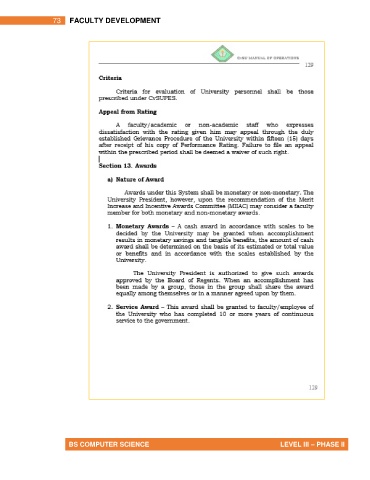 73 FACULTY DEVELOPMENT
MANUAL OF OPERATIONS
128
Criteria
Criteria for evaluation of University personnel shall be those
prescribed under CvSUPES.
Appeal from Rating
A faculty/academic or non-academic staff who expresses
dissatisfaction with the rating given him may appeal through the duly
established Grievance Procedure of the University within fifteen (15) days
after receipt of his copy of Performance Rating. Failure to file an appeal
within the prescribed period shall be deemed a waiver of such right.
Section 13. Awards
a) Nature of Award
Awards under this System shall be monetary or non-monetary. The
University President, however, upon the recommendation of the Merit
Increase and Incentive Awards Committee (MIIAC) may consider a faculty
member for both monetary and non-monetary awards.
1. Monetary Awards – A cash award in accordance with scales to be
decided by the University may be granted when accomplishment
results in monetary savings and tangible benefits, the amount of cash
award shall be determined on the basis of its estimated or total value
or benefits and in accordance with the scales established by the
University.
The University President is authorized to give such awards
approved by the Board of Regents. When an accomplishment has
been made by a group, those in the group shall share the award
equally among themselves or in a manner agreed upon by them.
2. Service Award – This award shall be granted to faculty/employee of
the University who has completed 10 or more years of continuous
service to the government.
128
BS COMPUTER SCIENCE LEVEL III – PHASE II